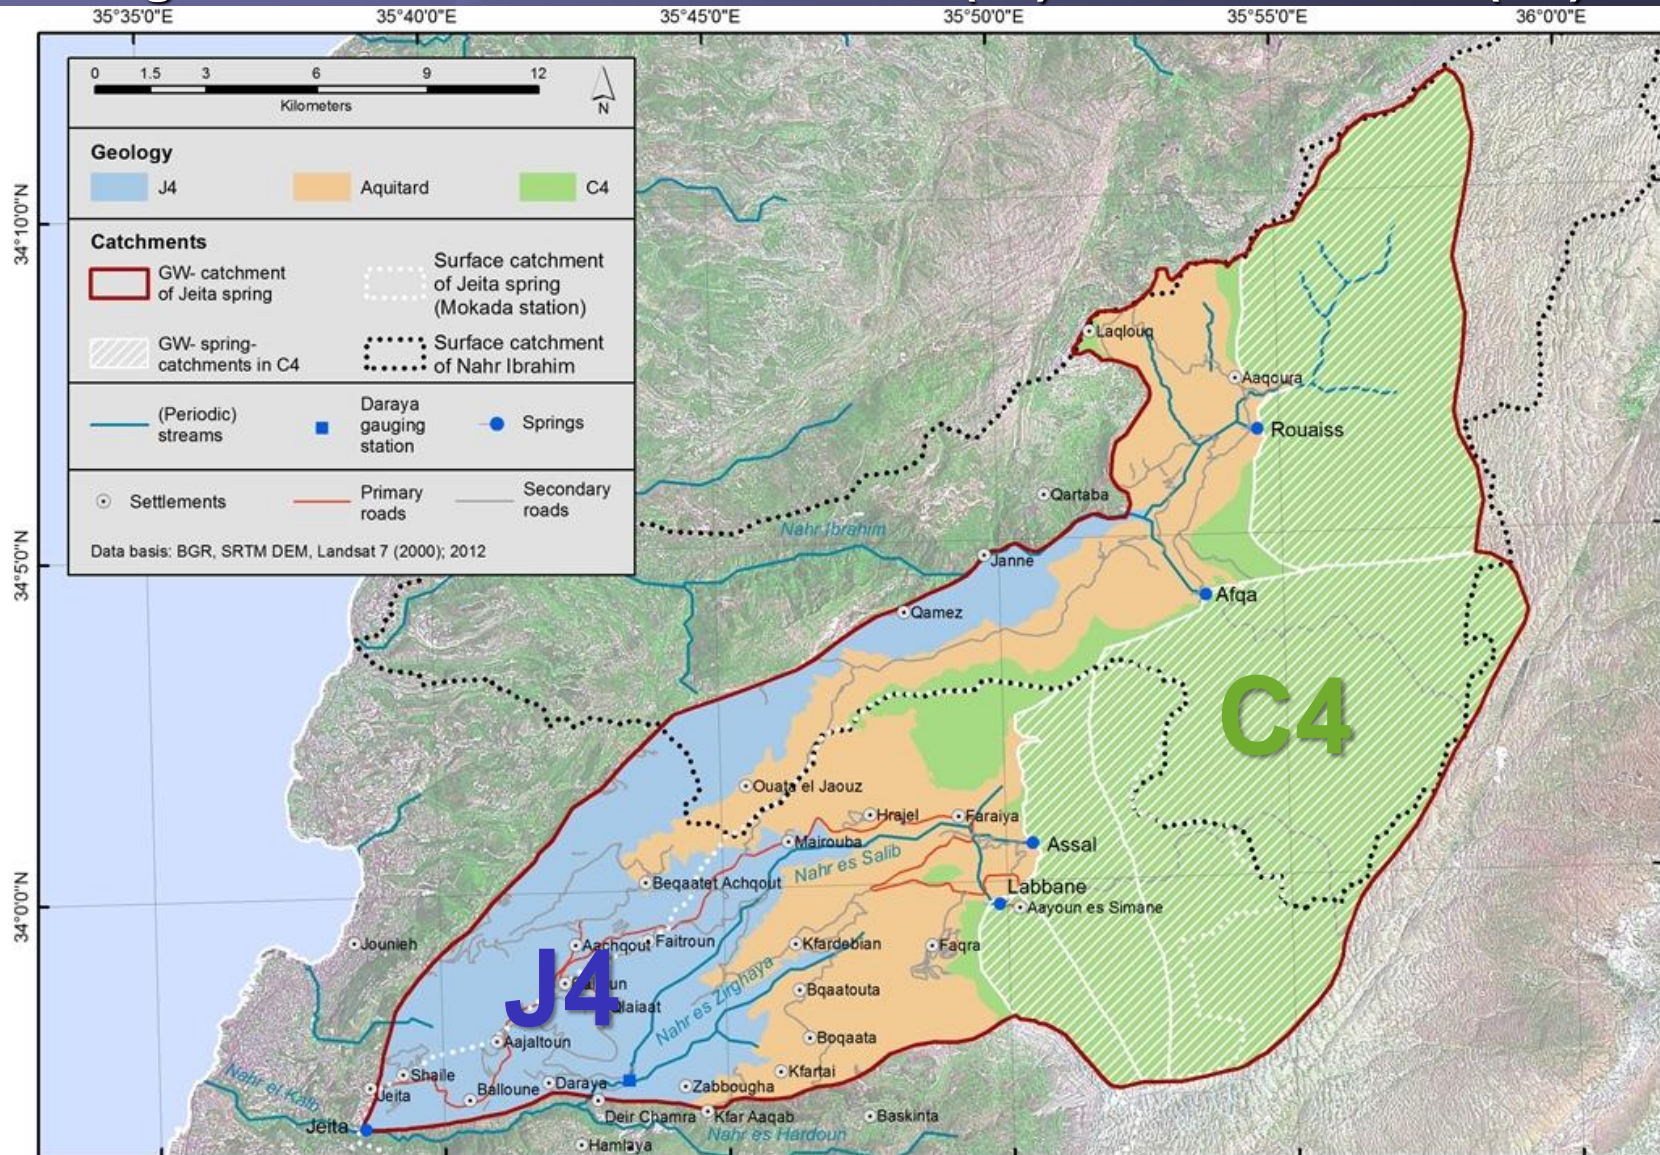 35°35'0"E
35°40'0"E
35°45'0"E
35°50'0"E
35°55'0"E
36°0'0"E
0 1.5 3 6 9 12
Kilometers
N
Geology
J4
Aquitard
C4
Catchments
GW- catchment
of Jeita spring
Surface catchment
of Jeita spring
(Mokada station)
GW- spring-
catchments in C4
Surface catchment
of Nahr Ibrahim
(Periodic)
streams
Daraya
gauging
station
Springs
Settlements
Primary
roads
Secondary
roads
Data basis: BGR, SRTM DEM, Landsat 7 (2000); 2012
34°10'0"N
34°5'0"N
34°0'0"N
Laqlouq
Aaqoura
Rouaiss
Qartaba
Nahr Ibrahim
Janne
Afqa
Qamez
C4
Ouata el Jaouz
Hrajel
Faraiya
Mairouba
Assal
Nahr es Salib
Beqaatet Achqout
Labbane
Aayoun es Simane
Jounieh
Aachqout
Faitroun
Kfardebian
Faqra
J4
Nahr es Zirghaya
Bqaatouta
Aajaltoun
Boqaata
Shaile
Kfartai
Nahr el Kalb
Jeita
Balloune
Daraya
Zabbougha
Jeita
Deir Chamra
Kfar Aaqab
Baskinta
Nahr es Hardoun
Hamlaya